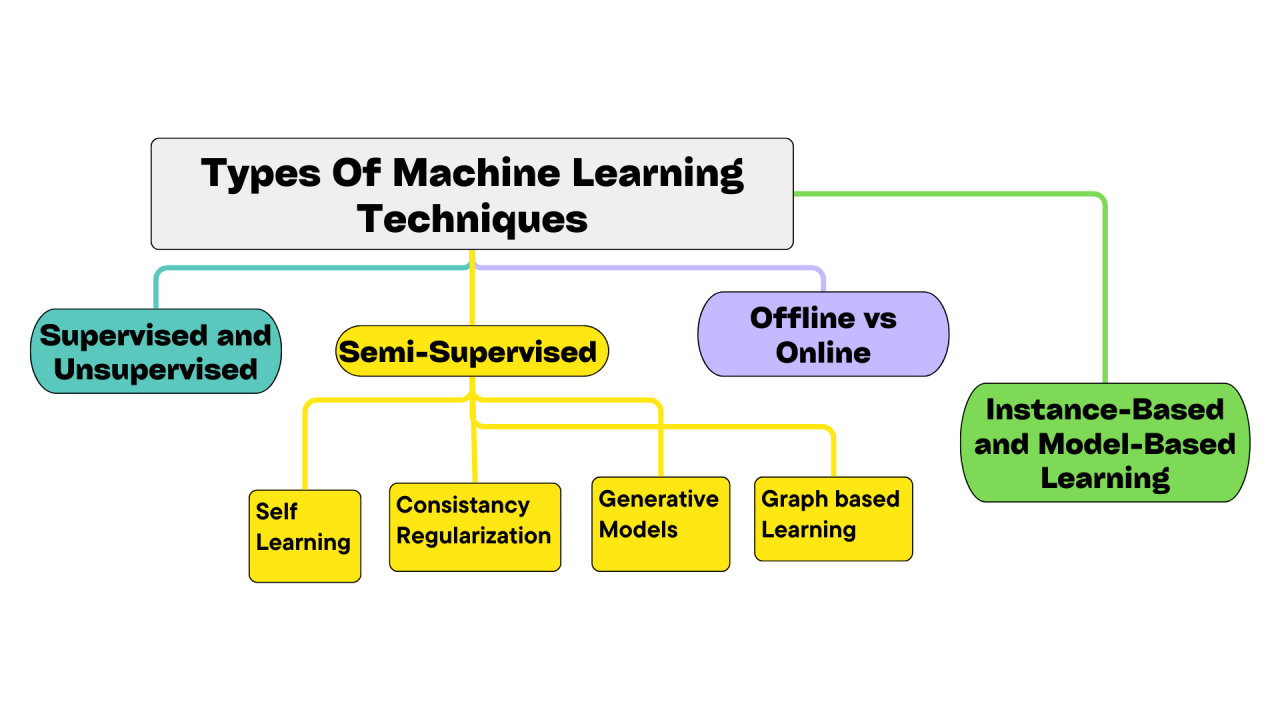 Types Of Machine Learning
Techniques
Supervised and
Unsupervised
Semi-Supervised
Offline vs
Online
Instance-Based
and Model-Based
Learning
Self
Learning
Consistancy
Regularization
Generative
Models
Graph based
Learning